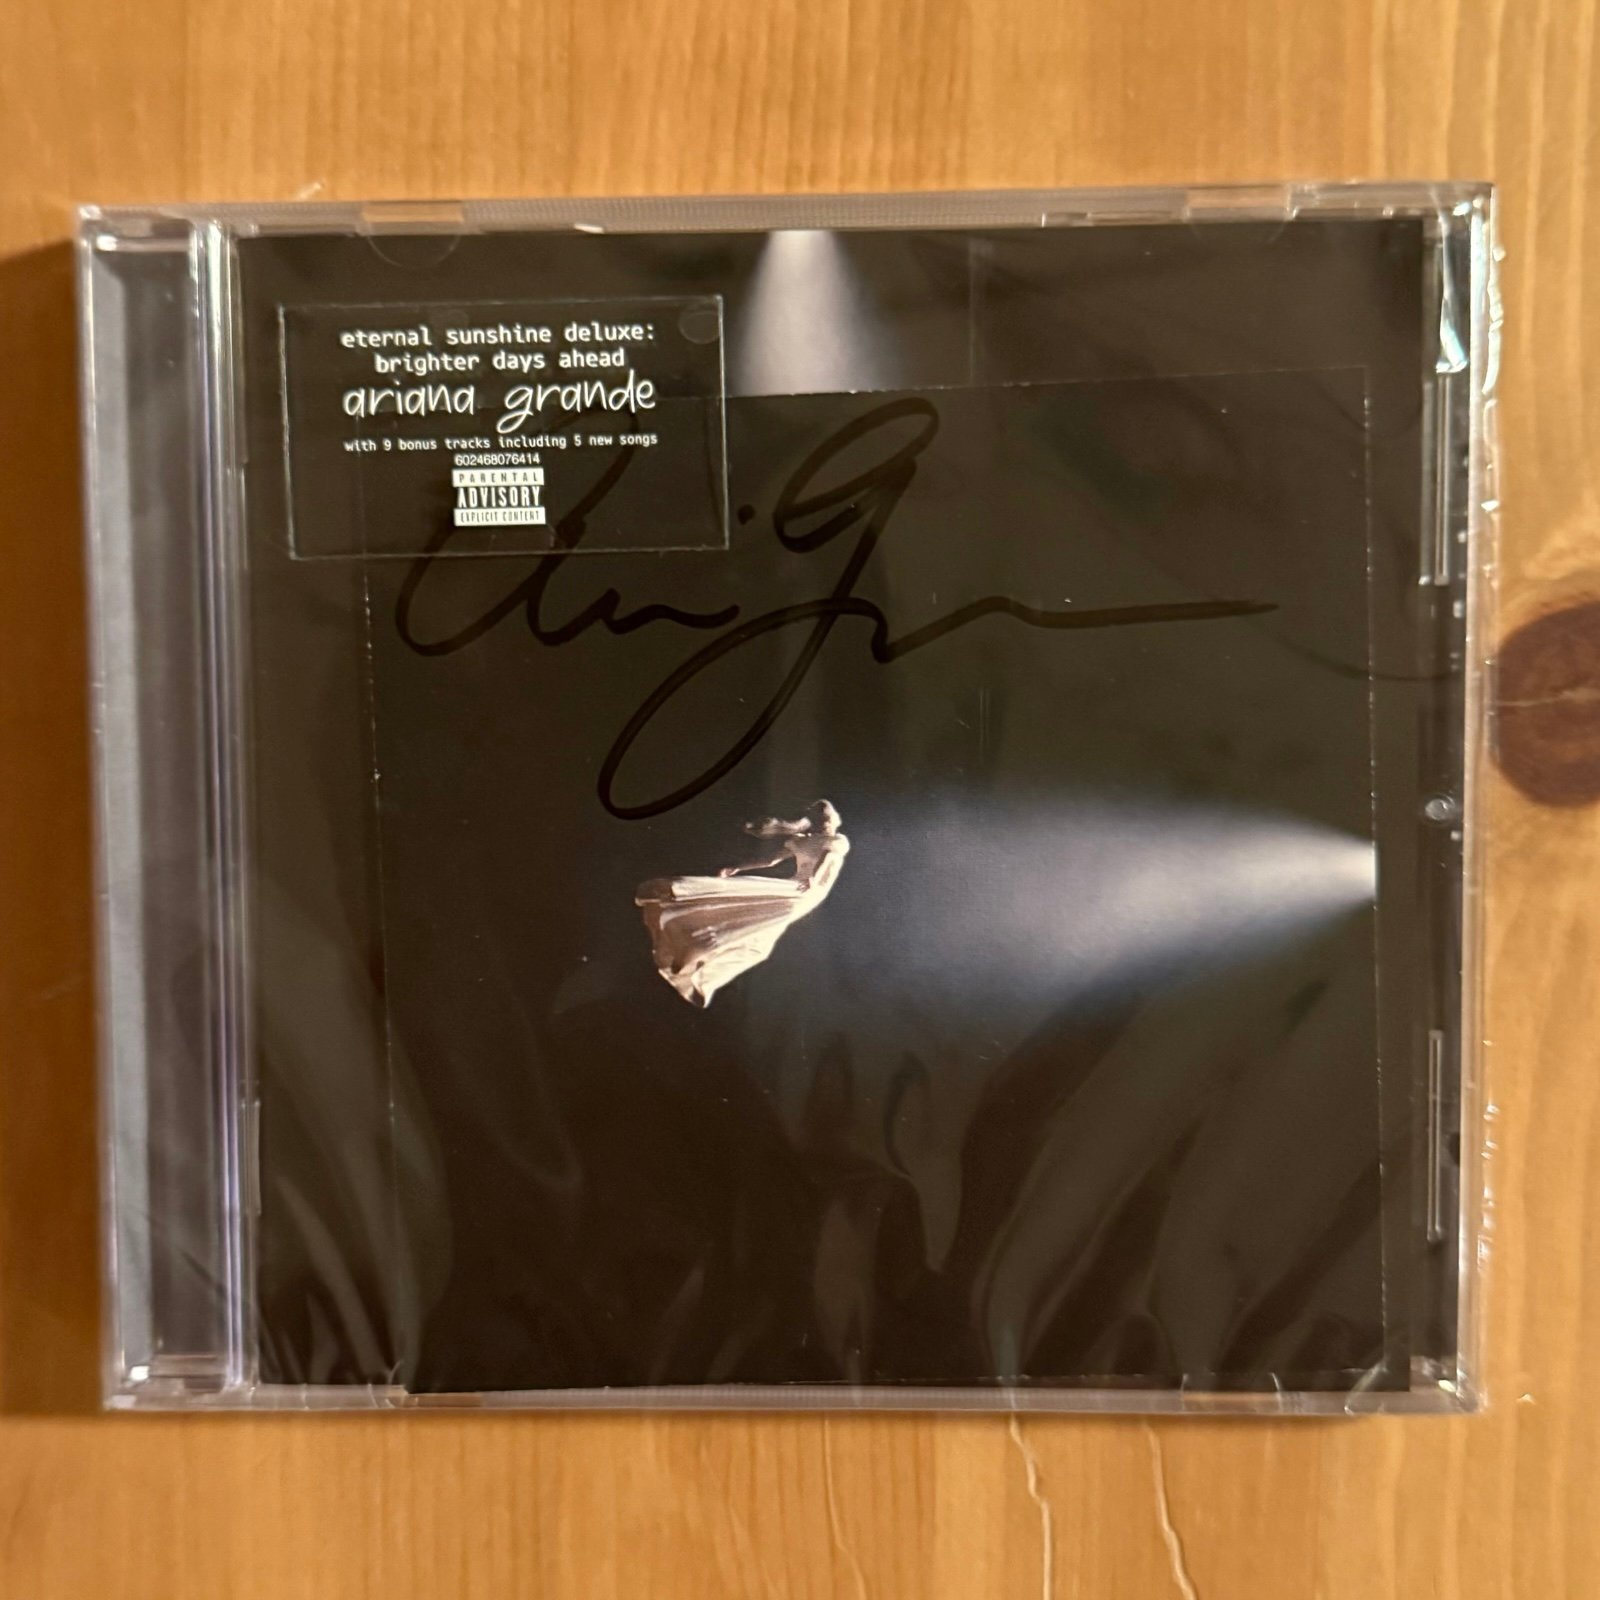 eternal sunshine deluxe:
brighter days ahead
ariana grande
with 9 bonus tracks including 5 new songs
602468076414
PARENTAL
ADVISORY
EXPLICIT CONTENT